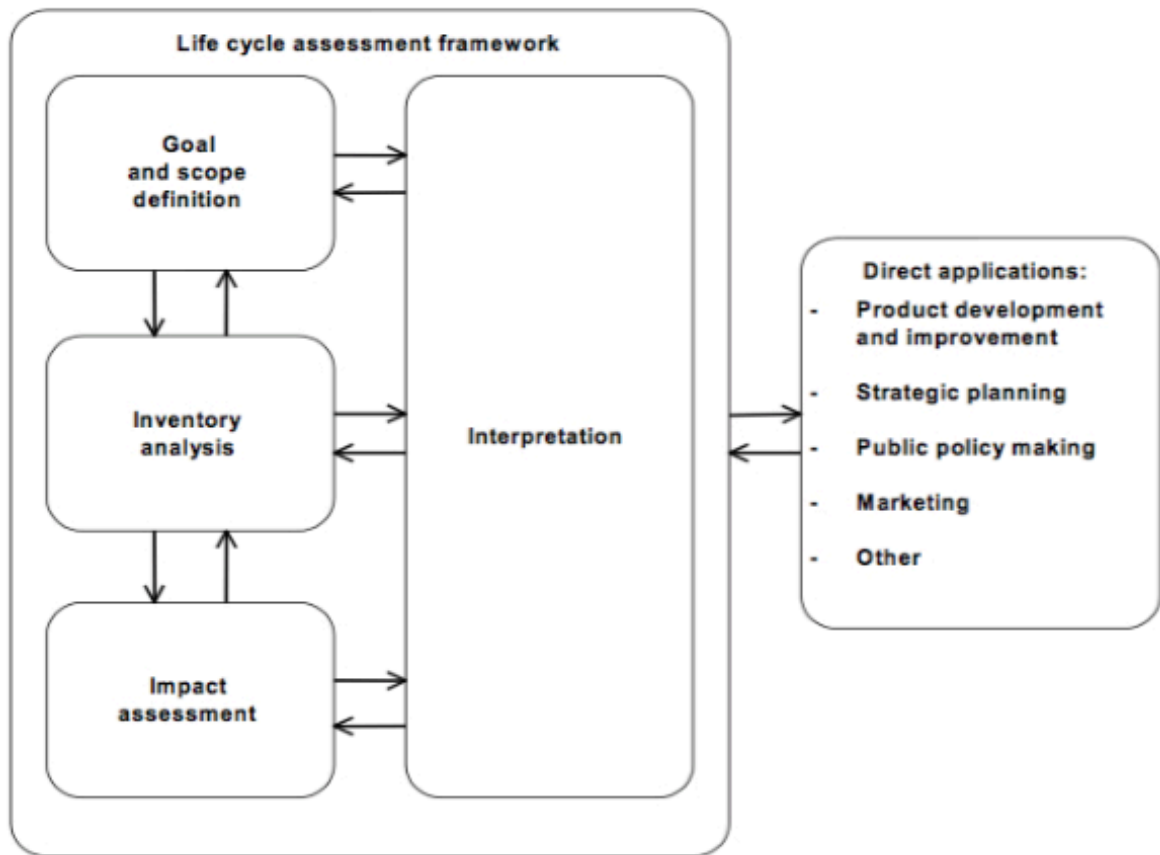 Life cycle assessment framework
Goal
and scope
definition
Inventory
analysis
Impact
assessment
Interpretation
Direct applications:
- Product development
and improvement
- Strategic planning
- Public policy making
- Marketing
- Other